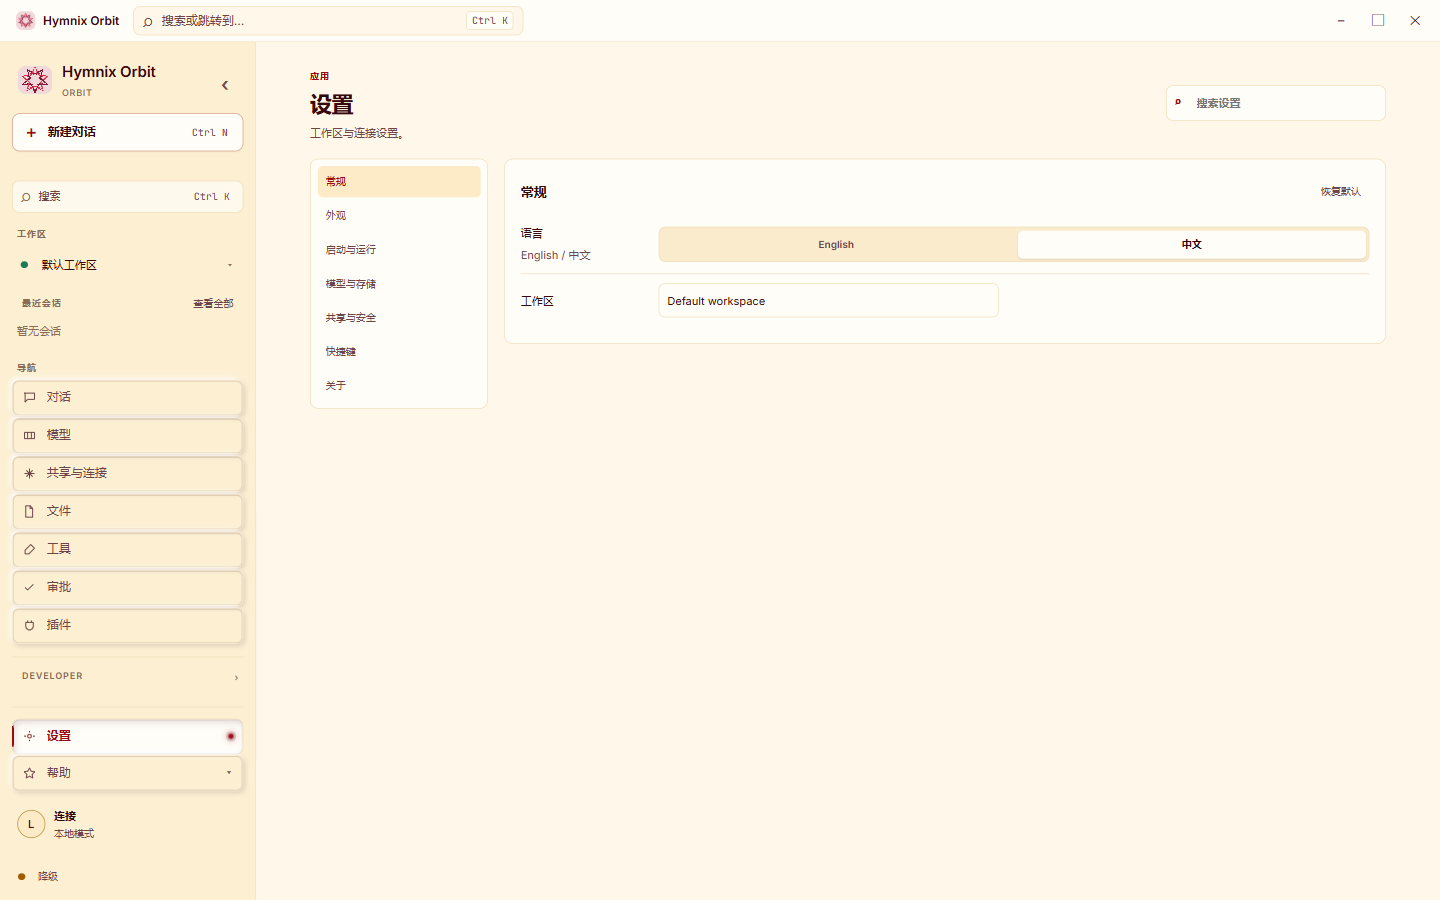 Hymnix Orbit
搜索或跳转到...
Ctrl K
Hymnix Orbit
ORBIT
新建对话
Ctrl N
搜索
Ctrl K
工作区
默认工作区
最近会话
查看全部
暂无会话
导航
对话
模型
共享与连接
文件
工具
审批
插件
DEVELOPER
设置
帮助
L
连接
本地模式
降级
应用
设置
工作区与连接设置。
搜索设置
常规
外观
启动与运行
模型与存储
共享与安全
快捷键
关于
常规
恢复默认
语言
English / 中文
English
中文
工作区
Default workspace